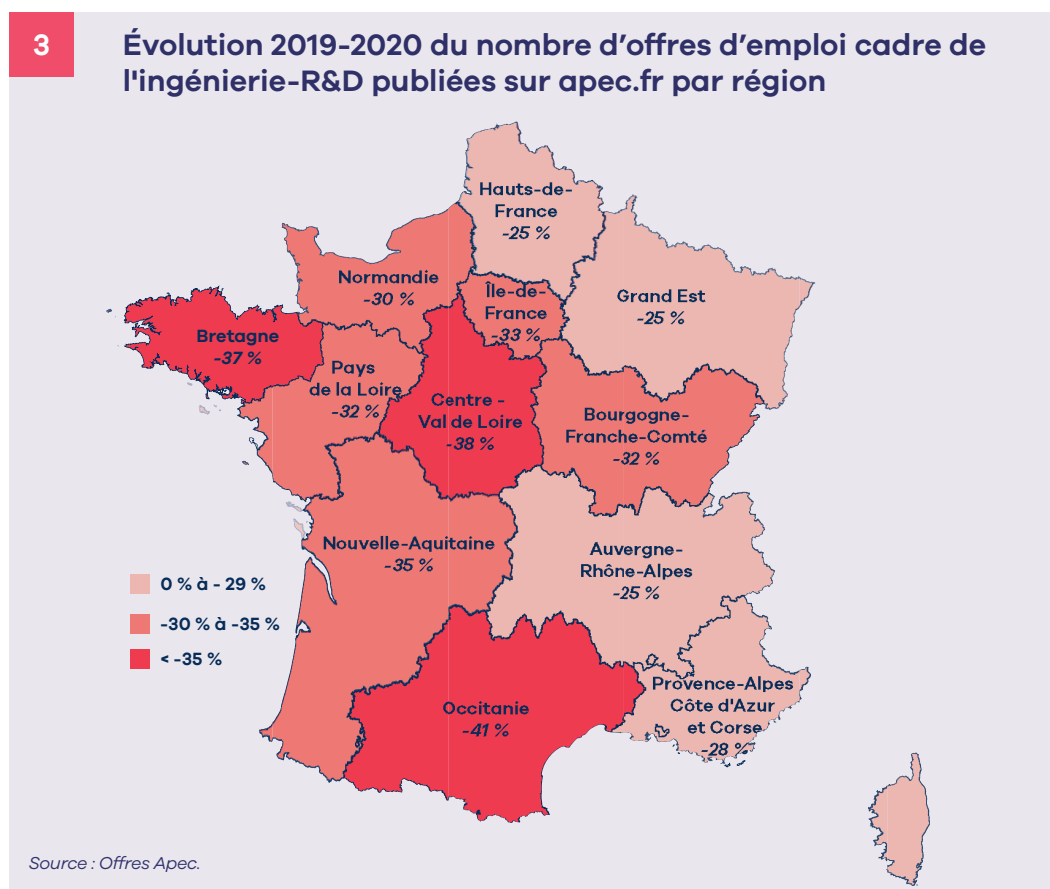 3
Évolution 2019-2020 du nombre d’offres d’emploi cadre de
l'ingénierie-R&D publiées sur apec.fr par région
Hauts-de-
France
-25 %
Normandie
-30 %
Île-de-
France
-33 %
Grand Est
-25 %
Bretagne
-37 %
Pays
de la Loire
-32 %
Centre -
Val de Loire
-38 %
Bourgogne-
Franche-Comté
-32 %
Nouvelle-Aquitaine
-35 %
Auvergne-
Rhône-Alpes
-25 %
0 % à - 29 %
-30 % à -35 %
< -35 %
Occitanie
-41 %
Provence-Alpes
Côte d'Azur
et Corse
-28 %
Source : Offres Apec.